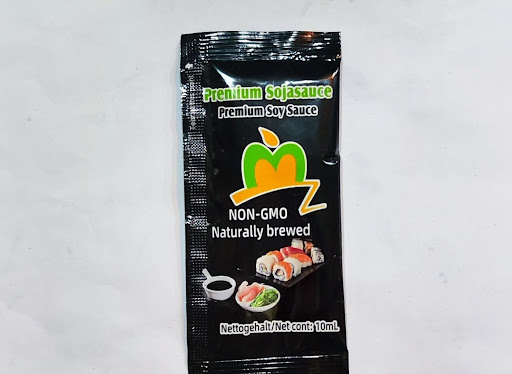 Premium Sojasauce
Premium Soy Sauce
NON-GMO
Naturally brewed
Nettogehalt/Net cont: 10mL